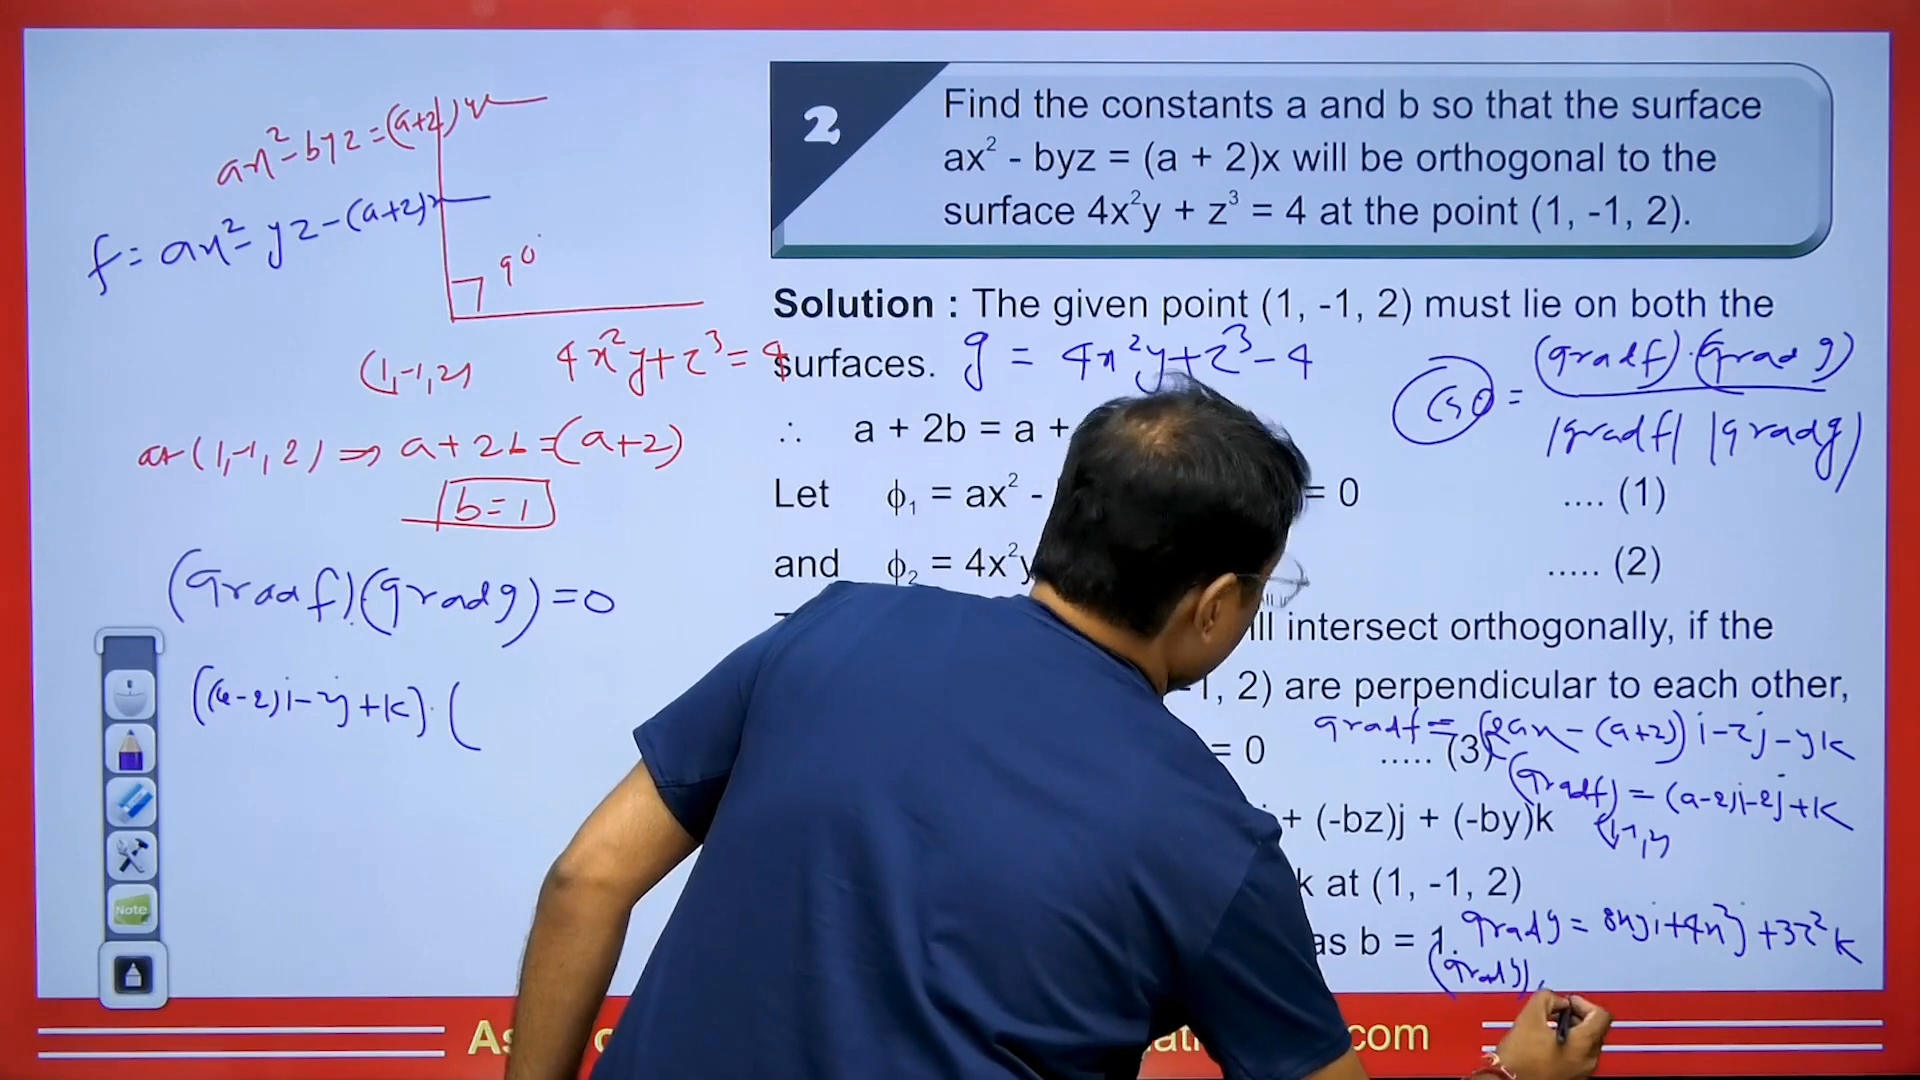 2
Find the constants a and b so that the surface
ax² - byz = (a + 2)x will be orthogonal to the
surface 4x²y + z³ = 4 at the point (1, -1, 2).
ax² - byz = (a+2)x
f = ax² - yz - (a+2)x
90°
(1,-1,2) 4x²y + z³ = 4
at (1,-1,2) ⇒ a + 2b = (a+2)
b = 1
(grad f).(grad g) = 0
((a-2)i - 2j + k).(
Note
Solution : The given point (1, -1, 2) must lie on both the
surfaces. g = 4x²y + z³ - 4
cosθ = (grad f).(grad g)
|grad f| |grad g|
∴ a + 2b = a +
Let ϕ₁ = ax² - = 0 .... (1)
and ϕ₂ = 4x²y ..... (2)
ll intersect orthogonally, if the
-1, 2) are perpendicular to each other,
= 0 ..... (3)
grad f = (2ax - (a+2))i - zj - yk
(grad f) = (a-2)i - 2j + k
(1,-1,2)
+ (-bz)j + (-by)k
k at (1, -1, 2)
as b = 1.
grad g = 8xyi + 4x²j + 3z²k
(grad g)
com